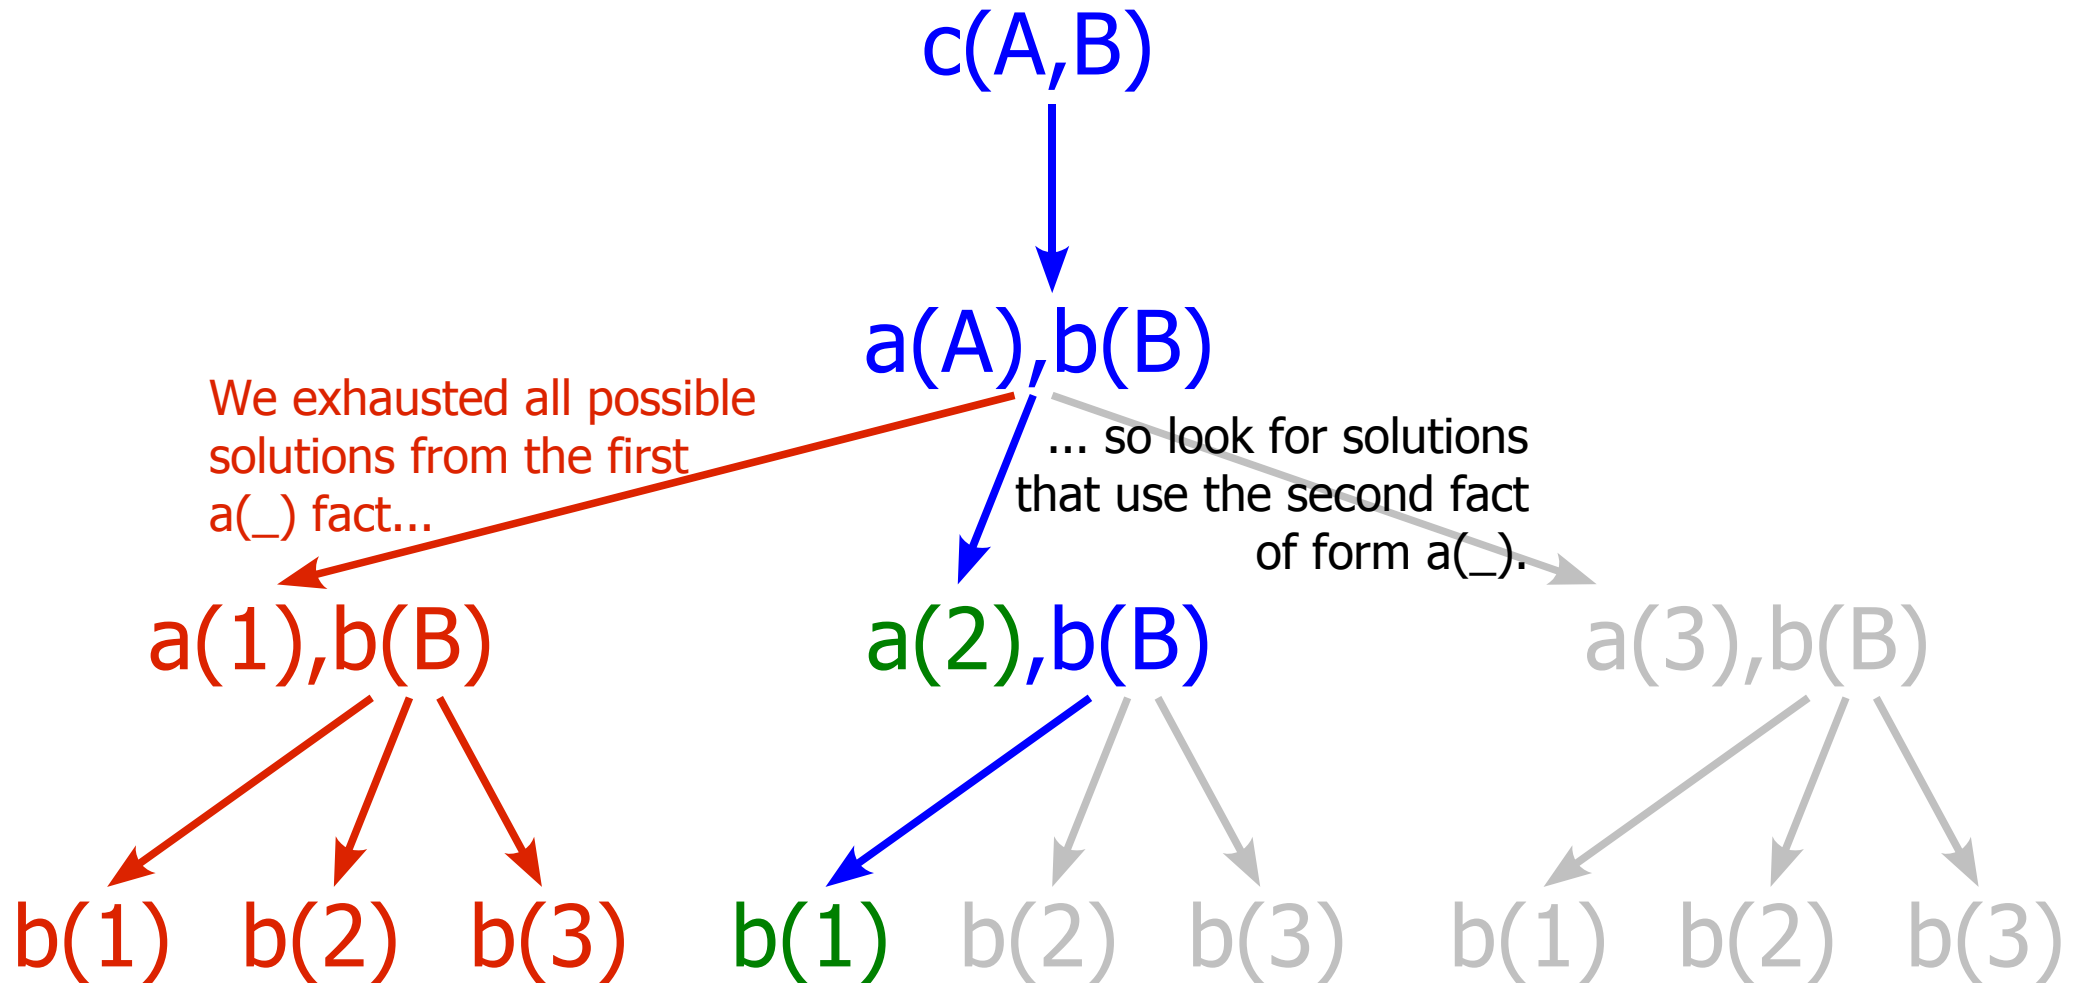 c(A,B)
a(A),b(B)
We exhausted all possible
solutions from the first
a(_) fact...
... so look for solutions
that use the second fact
of form a(_).
a(1),b(B)
a(2),b(B)
a(3),b(B)
b(1) b(2) b(3) b(1) b(2) b(3) b(1) b(2) b(3)